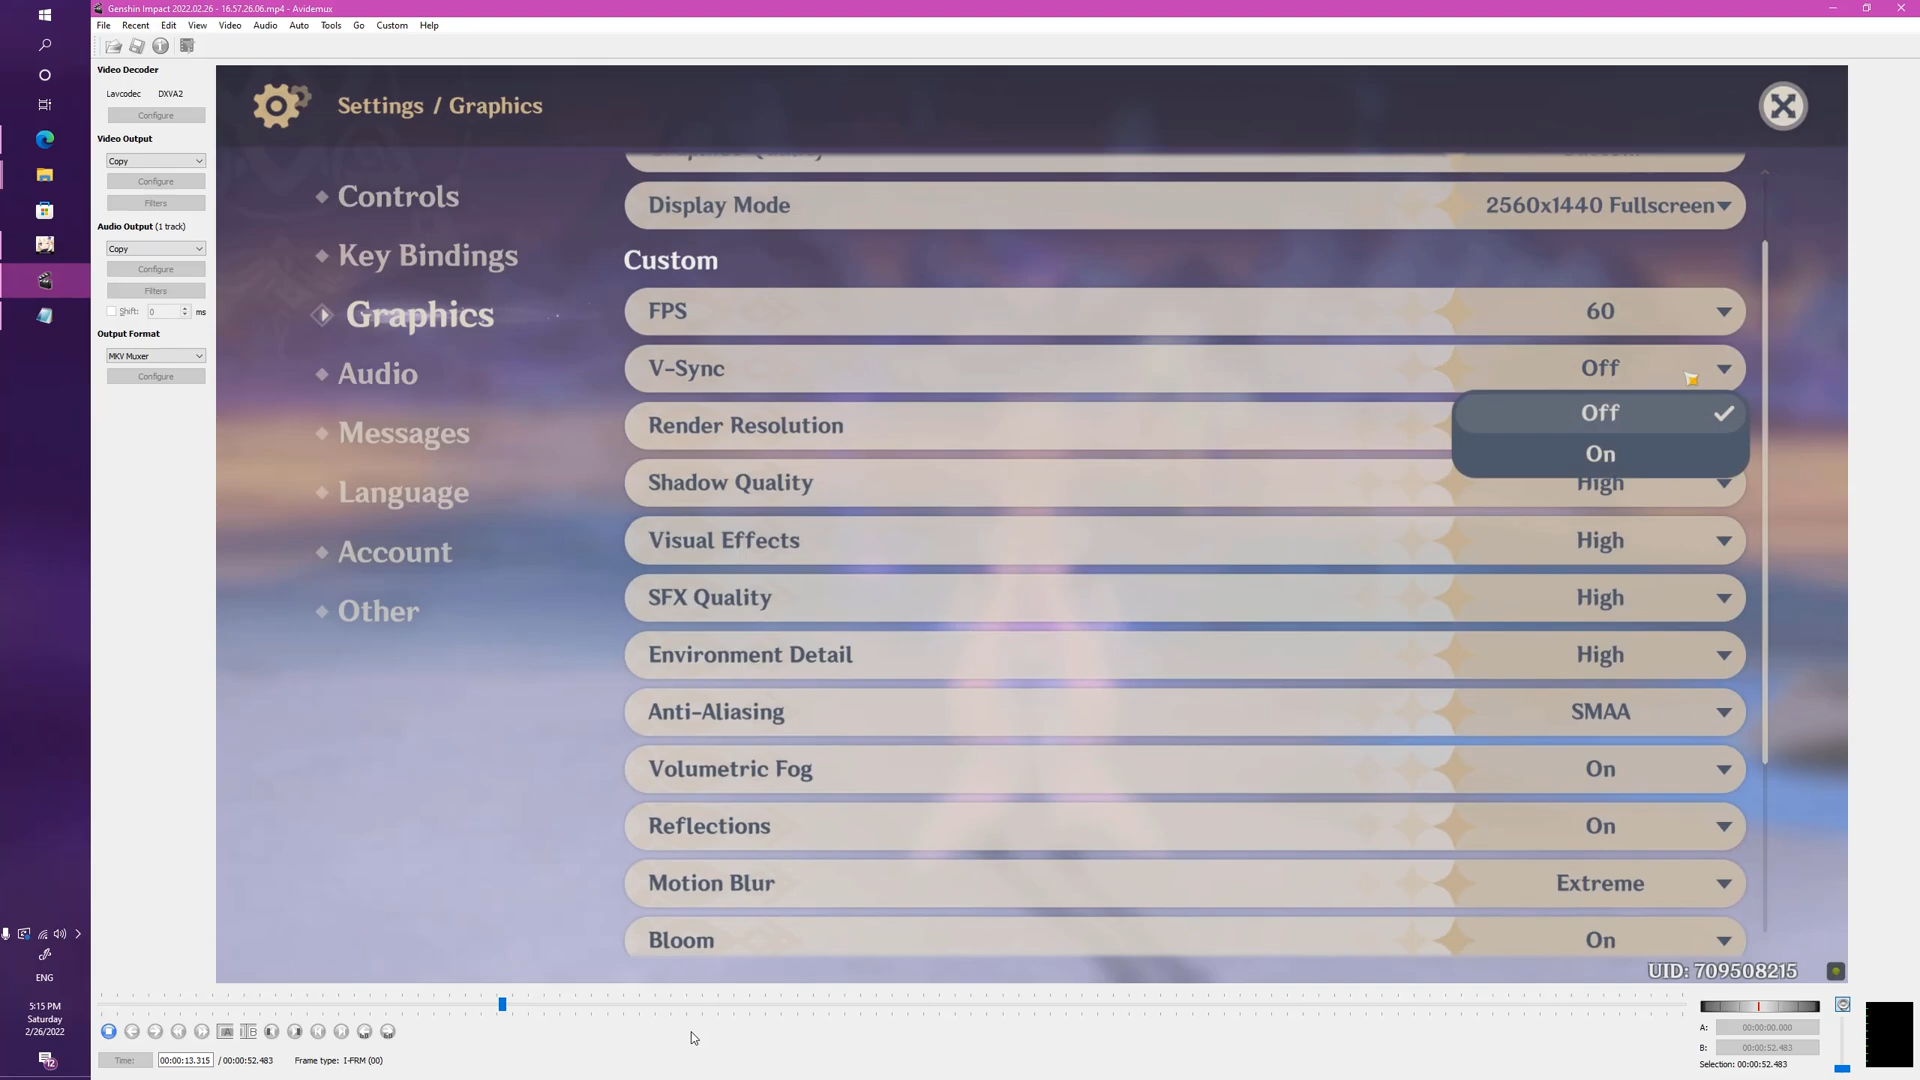 Genshin Impact 2022.02.26 - 16.57.26.06.mp4 - Avidemux
File Recent Edit View Video Audio Auto Tools Go Custom Help
Video Decoder
Lavcodec DXVA2
Configure
Video Output
Copy
Configure
Filters
Audio Output (1 track)
Copy
Configure
Filters
Shift: 0 ms
Output Format
MKV Muxer
Configure
Settings / Graphics
Controls
Key Bindings
Graphics
Audio
Messages
Language
Account
Other
Display Mode 2560x1440 Fullscreen
Custom
FPS 60
V-Sync Off
Off
On
Render Resolution
Shadow Quality High
Visual Effects High
SFX Quality High
Environment Detail High
Anti-Aliasing SMAA
Volumetric Fog On
Reflections On
Motion Blur Extreme
Bloom On
UID: 709508215
ENG
5:15 PM
Saturday
2/26/2022
12
A B
Time: 00:00:13.315 / 00:00:52.483 Frame type: I-FRM (00)
A: 00:00:00.000
B: 00:00:52.483
Selection: 00:00:52.483